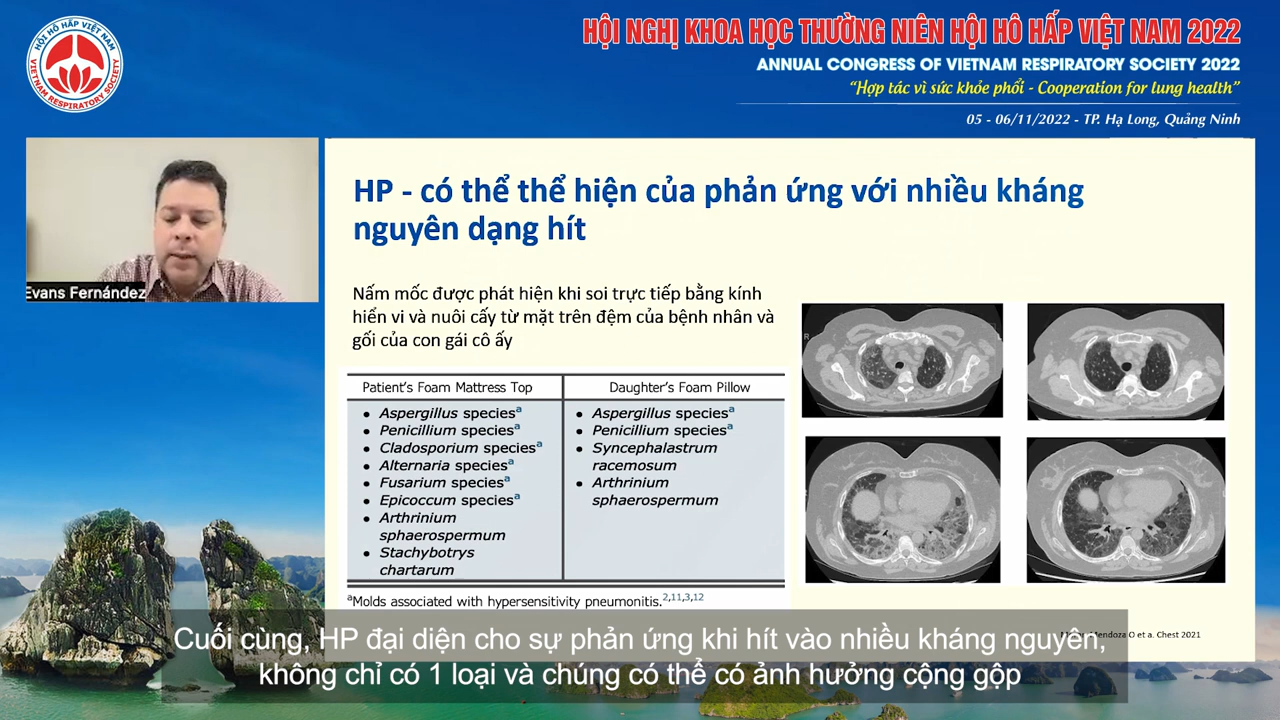 HỘI HÔ HẤP VIỆT NAM
VIETNAM RESPIRATORY SOCIETY
HỘI NGHỊ KHOA HỌC THƯỜNG NIÊN HỘI HÔ HẤP VIỆT NAM 2022
ANNUAL CONGRESS OF VIETNAM RESPIRATORY SOCIETY 2022
“Hợp tác vì sức khỏe phổi - Cooperation for lung health”
05 - 06/11/2022 - TP. Hạ Long, Quảng Ninh
Evans Fernández
HP - có thể thể hiện của phản ứng với nhiều kháng
nguyên dạng hít
Nấm mốc được phát hiện khi soi trực tiếp bằng kính
hiển vi và nuôi cấy từ mặt trên đệm của bệnh nhân và
gối của con gái cô ấy
Patient's Foam Mattress Top
• Aspergillus speciesᵃ
• Penicillium speciesᵃ
• Cladosporium speciesᵃ
• Alternaria speciesᵃ
• Fusarium speciesᵃ
• Epicoccum speciesᵃ
• Arthrinium
sphaerospermum
• Stachybotrys
chartarum
Daughter's Foam Pillow
• Aspergillus speciesᵃ
• Penicillium speciesᵃ
• Syncephalastrum
racemosum
• Arthrinium
sphaerospermum
ᵃMolds associated with hypersensitivity pneumonitis.²,¹¹,³,¹²
Mendoza O et a. Chest 2021
Cuối cùng, HP đại diện cho sự phản ứng khi hít vào nhiều kháng nguyên,
không chỉ có 1 loại và chúng có thể có ảnh hưởng cộng gộp